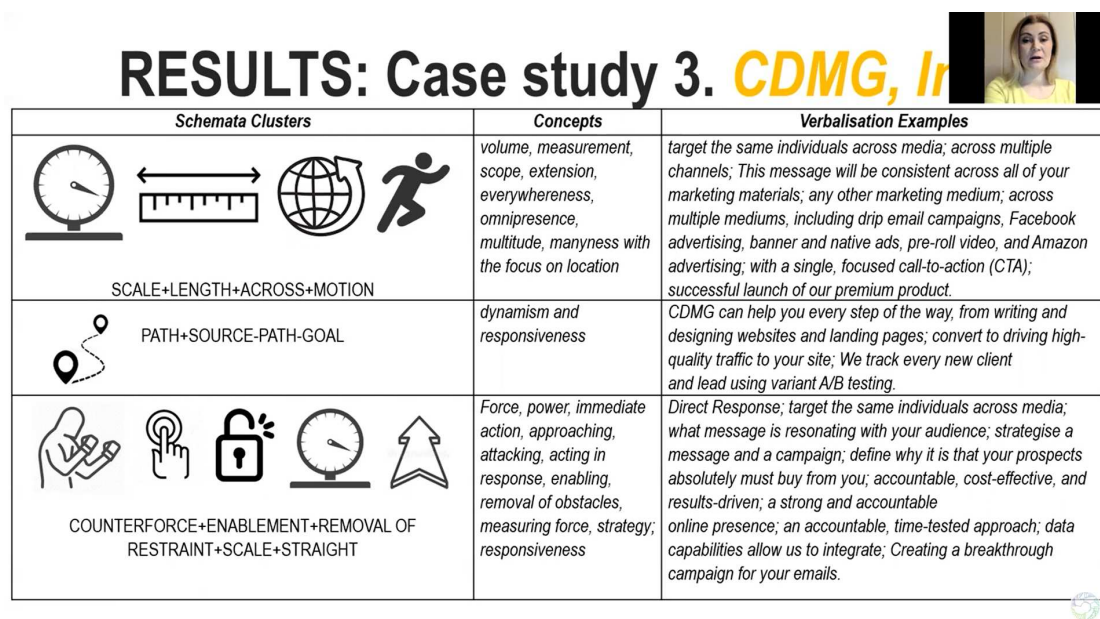 RESULTS: Case study 3. CDMG,
Schemata Clusters
Concepts
Verbalisation Examples
SCALE+LENGTH+ACROSS+MOTION
volume, measurement,
scope, extension,
everywhereness,
omnipresence,
multitude, manyness with
the focus on location
target the same individuals across media; across multiple
channels; This message will be consistent across all of your
marketing materials; any other marketing medium; across
multiple mediums, including drip email campaigns, Facebook
advertising, banner and native ads, pre-roll video, and Amazon
advertising; with a single, focused call-to-action (CTA);
successful launch of our premium product.
PATH+SOURCE-PATH-GOAL
dynamism and
responsiveness
CDMG can help you every step of the way, from writing and
designing websites and landing pages; convert to driving high-
quality traffic to your site; We track every new client
and lead using variant A/B testing.
COUNTERFORCE+ENABLEMENT+REMOVAL OF
RESTRAINT+SCALE+STRAIGHT
Force, power, immediate
action, approaching,
attacking, acting in
response, enabling,
removal of obstacles,
measuring force, strategy;
responsiveness
Direct Response; target the same individuals across media;
what message is resonating with your audience; strategise a
message and a campaign; define why it is that your prospects
absolutely must buy from you; accountable, cost-effective, and
results-driven; a strong and accountable
online presence; an accountable, time-tested approach; data
capabilities allow us to integrate; Creating a breakthrough
campaign for your emails.